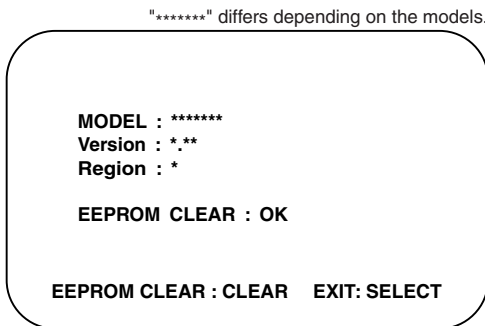 "*******" differs depending on the models.
MODEL : *******
Version : *.**
Region : *
EEPROM CLEAR : OK
EEPROM CLEAR : CLEAR EXIT: SELECT